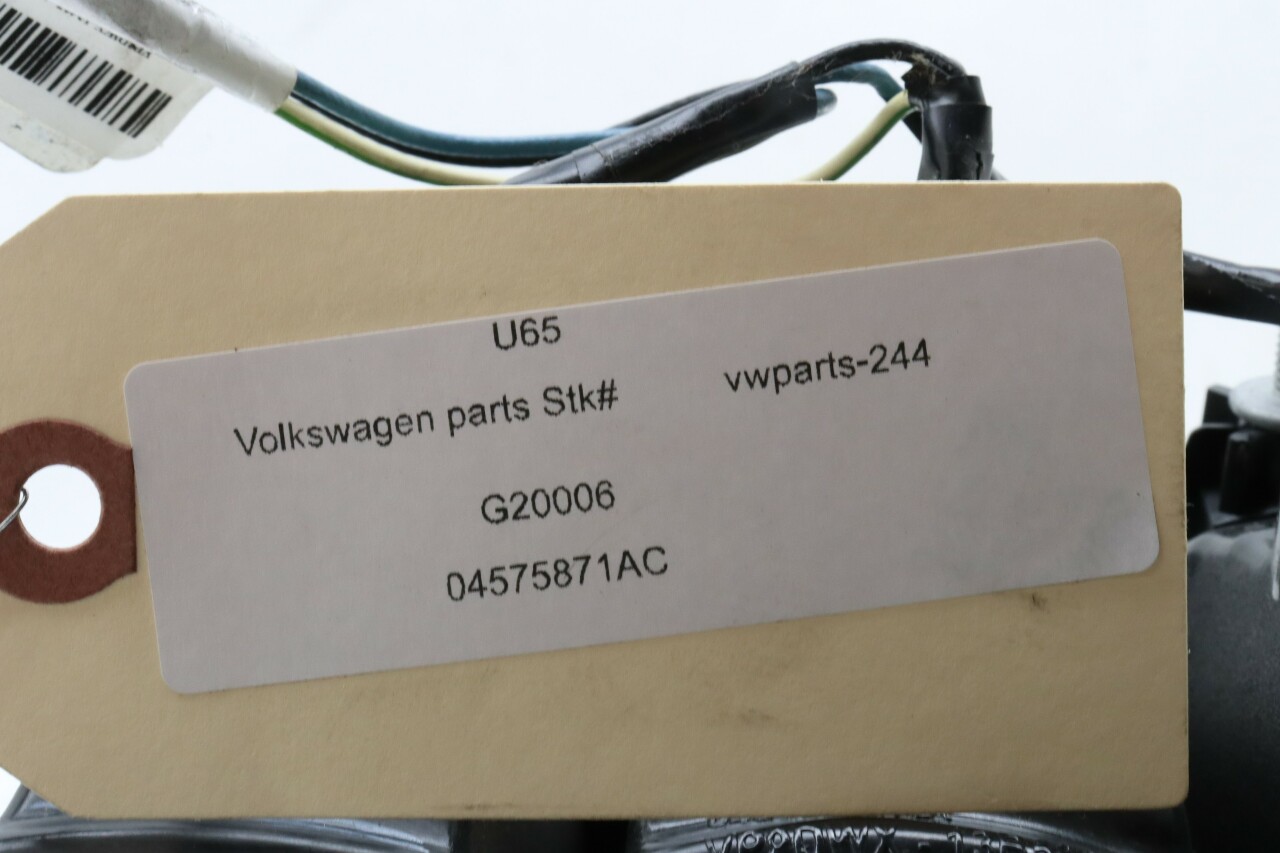 U65
Volkswagen parts Stk# vwparts-244
G20006
04575871AC